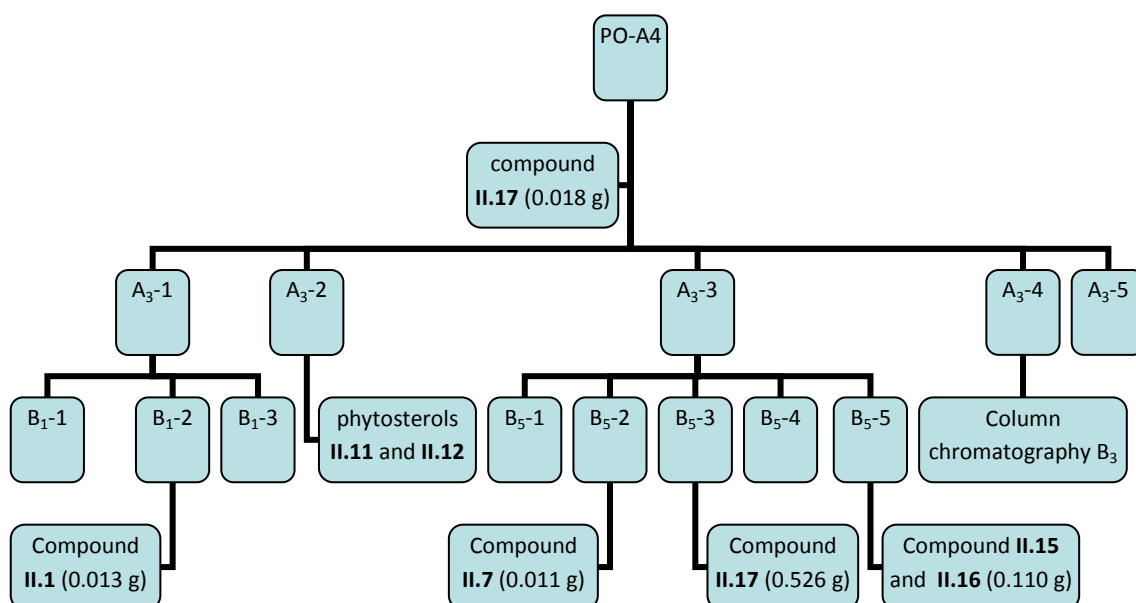 PO-A4
compound
II.17 (0.018 g)
A₃-1
A₃-2
A₃-3
A₃-4
A₃-5
B₁-1
B₁-2
B₁-3
phytosterols
II.11 and II.12
B₅-1
B₅-2
B₅-3
B₅-4
B₅-5
Column
chromatography B₃
Compound
II.1 (0.013 g)
Compound
II.7 (0.011 g)
Compound
II.17 (0.526 g)
Compound II.15
and II.16 (0.110 g)